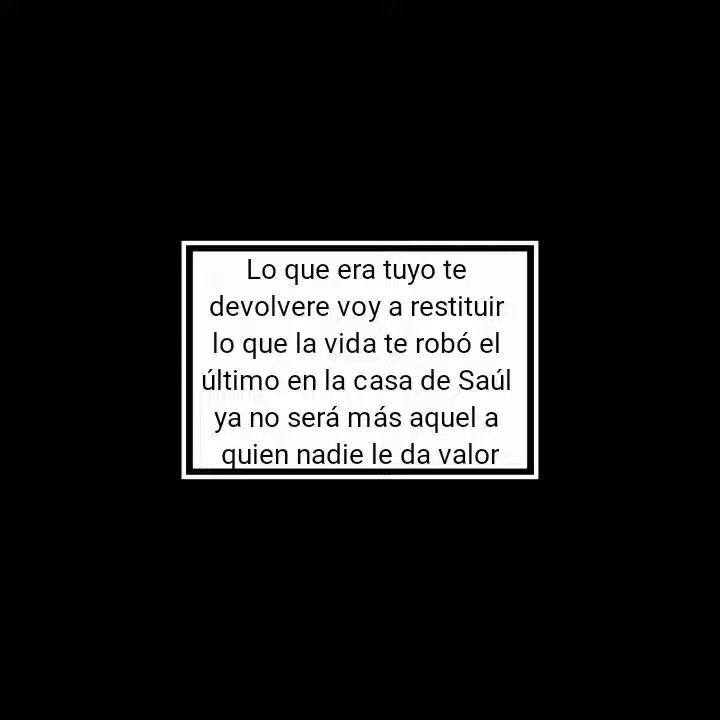 Lo que era tuyo te
devolvere voy a restituir
lo que la vida te robó el
último en la casa de Saúl
ya no será más aquel a
quien nadie le da valor